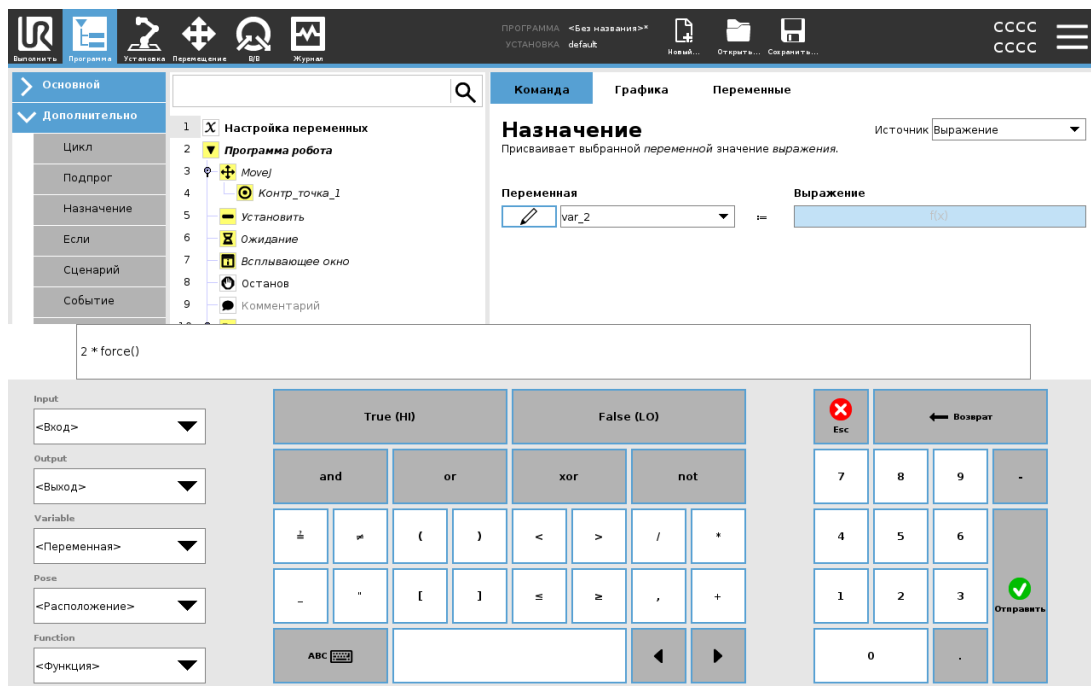 ПРОГРАММА <Без названия>*
УСТАНОВКА default
CCCC
CCCC
Выполнить
Программа
Установка
Перемещение
В/В
Журнал
Новый...
Открыть...
Сохранить...
Основной
Дополнительно
Цикл
Подпрог
Назначение
Если
Сценарий
Событие
1 Настройка переменных
2 Программа робота
3 MoveJ
4 Контр_точка_1
5 Установить
6 Ожидание
7 Всплывающее окно
8 Останов
9 Комментарий
Команда
Графика
Переменные
Назначение
Источник Выражение
Присваивает выбранной переменной значение выражения.
Переменная
Выражение
var_2 := f(x)
2 * force()
Input
<Вход>
Output
<Выход>
Variable
<Переменная>
Pose
<Расположение>
Function
<Функция>
True (HI) False (LO)
and or xor not
≟ ≠ ( ) < > / *
_ " [ ] ≤ ≥ , +
ABC
Esc
Возврат
7 8 9 -
4 5 6
1 2 3
Отправить
0 .